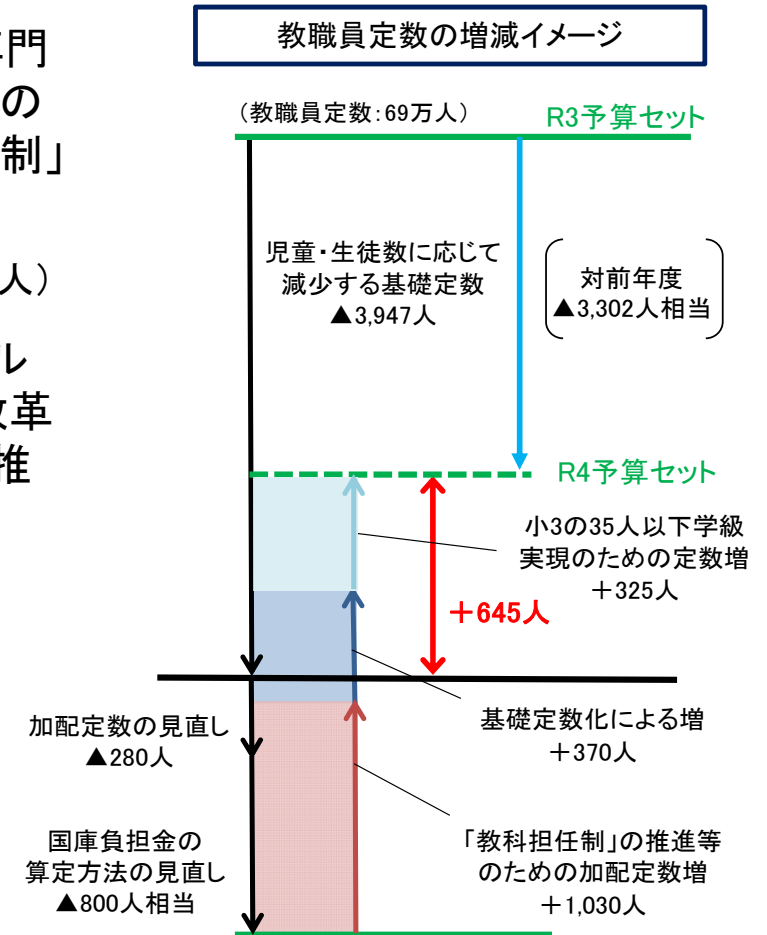 門
の
制」
人）
ル
改革
推
教職員定数の増減イメージ
（教職員定数：69万人）
R3予算セット
児童・生徒数に応じて
減少する基礎定数
▲3,947人
対前年度
▲3,302人相当
R4予算セット
小3の35人以下学級
実現のための定数増
＋325人
＋645人
加配定数の見直し
▲280人
基礎定数化による増
＋370人
国庫負担金の
算定方法の見直し
▲800人相当
「教科担任制」の推進等
のための加配定数増
＋1,030人